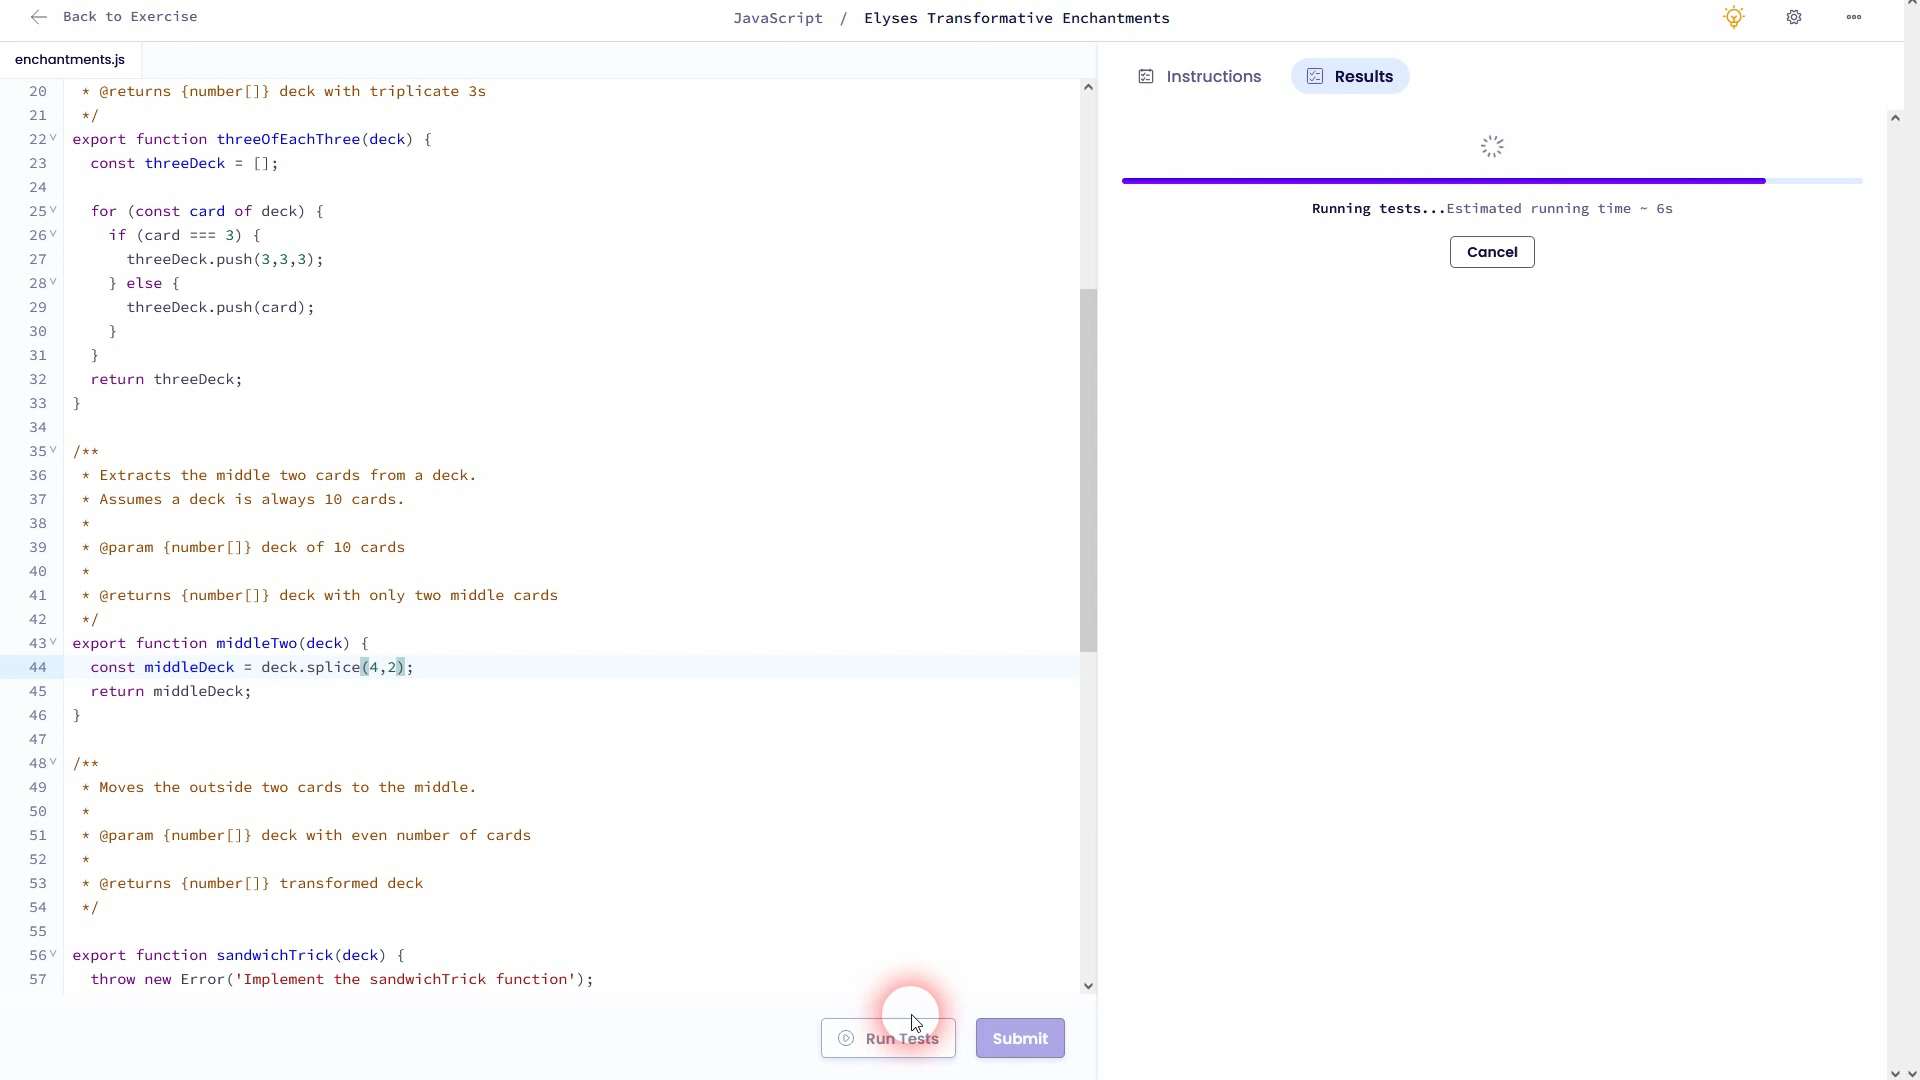 Back to Exercise
JavaScript / Elyses Transformative Enchantments
enchantments.js
Instructions
Results
20 * @returns {number[]} deck with triplicate 3s
21 */
22 export function threeOfEachThree(deck) {
23 const threeDeck = [];
24
25 for (const card of deck) {
26 if (card === 3) {
27 threeDeck.push(3,3,3);
28 } else {
29 threeDeck.push(card);
30 }
31 }
32 return threeDeck;
33 }
34
35 /**
36 * Extracts the middle two cards from a deck.
37 * Assumes a deck is always 10 cards.
38 *
39 * @param {number[]} deck of 10 cards
40 *
41 * @returns {number[]} deck with only two middle cards
42 */
43 export function middleTwo(deck) {
44 const middleDeck = deck.splice(4,2);
45 return middleDeck;
46 }
47
48 /**
49 * Moves the outside two cards to the middle.
50 *
51 * @param {number[]} deck with even number of cards
52 *
53 * @returns {number[]} transformed deck
54 */
55
56 export function sandwichTrick(deck) {
57 throw new Error('Implement the sandwichTrick function');
Running tests...Estimated running time ~ 6s
Cancel
Run Tests
Submit